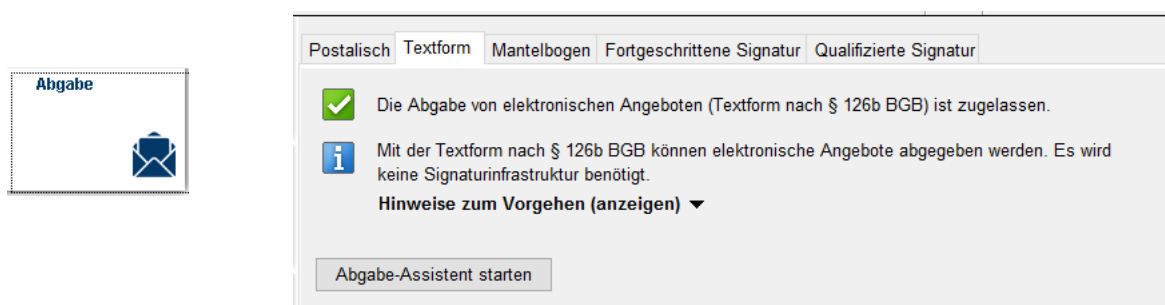 Abgabe
Postalisch Textform Mantelbogen Fortgeschrittene Signatur Qualifizierte Signatur
Die Abgabe von elektronischen Angeboten (Textform nach § 126b BGB) ist zugelassen.
Mit der Textform nach § 126b BGB können elektronische Angebote abgegeben werden. Es wird
keine Signaturinfrastruktur benötigt.
Hinweise zum Vorgehen (anzeigen)
Abgabe-Assistent starten